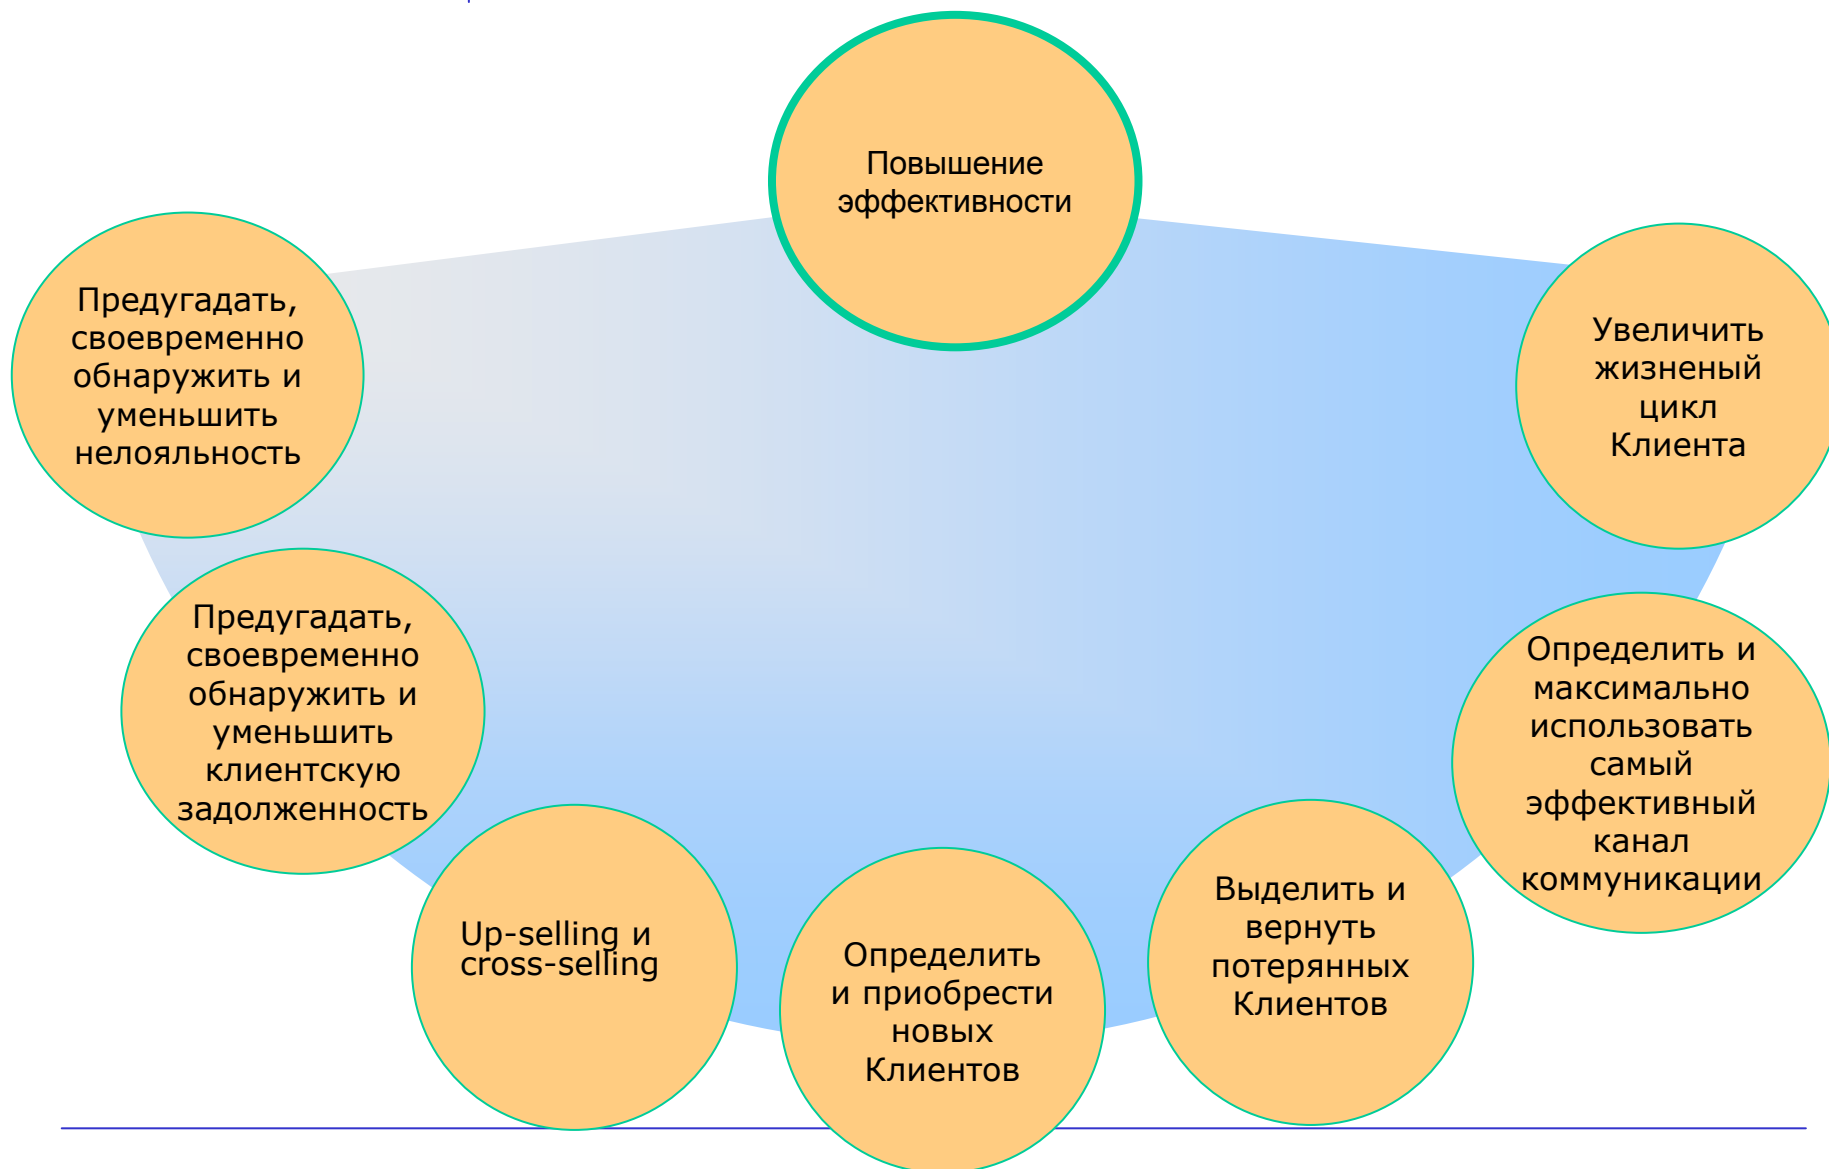 Повышение
эффективности
Предугадать,
своевременно
обнаружить и
уменьшить
нелояльность
Увеличить
жизненый
цикл
Клиента
Предугадать,
своевременно
обнаружить и
уменьшить
клиентскую
задолженность
Определить и
максимально
использовать
самый
эффективный
канал
коммуникации
Up-selling и
cross-selling
Определить
и приобрести
новых
Клиентов
Выделить и
вернуть
потерянных
Клиентов